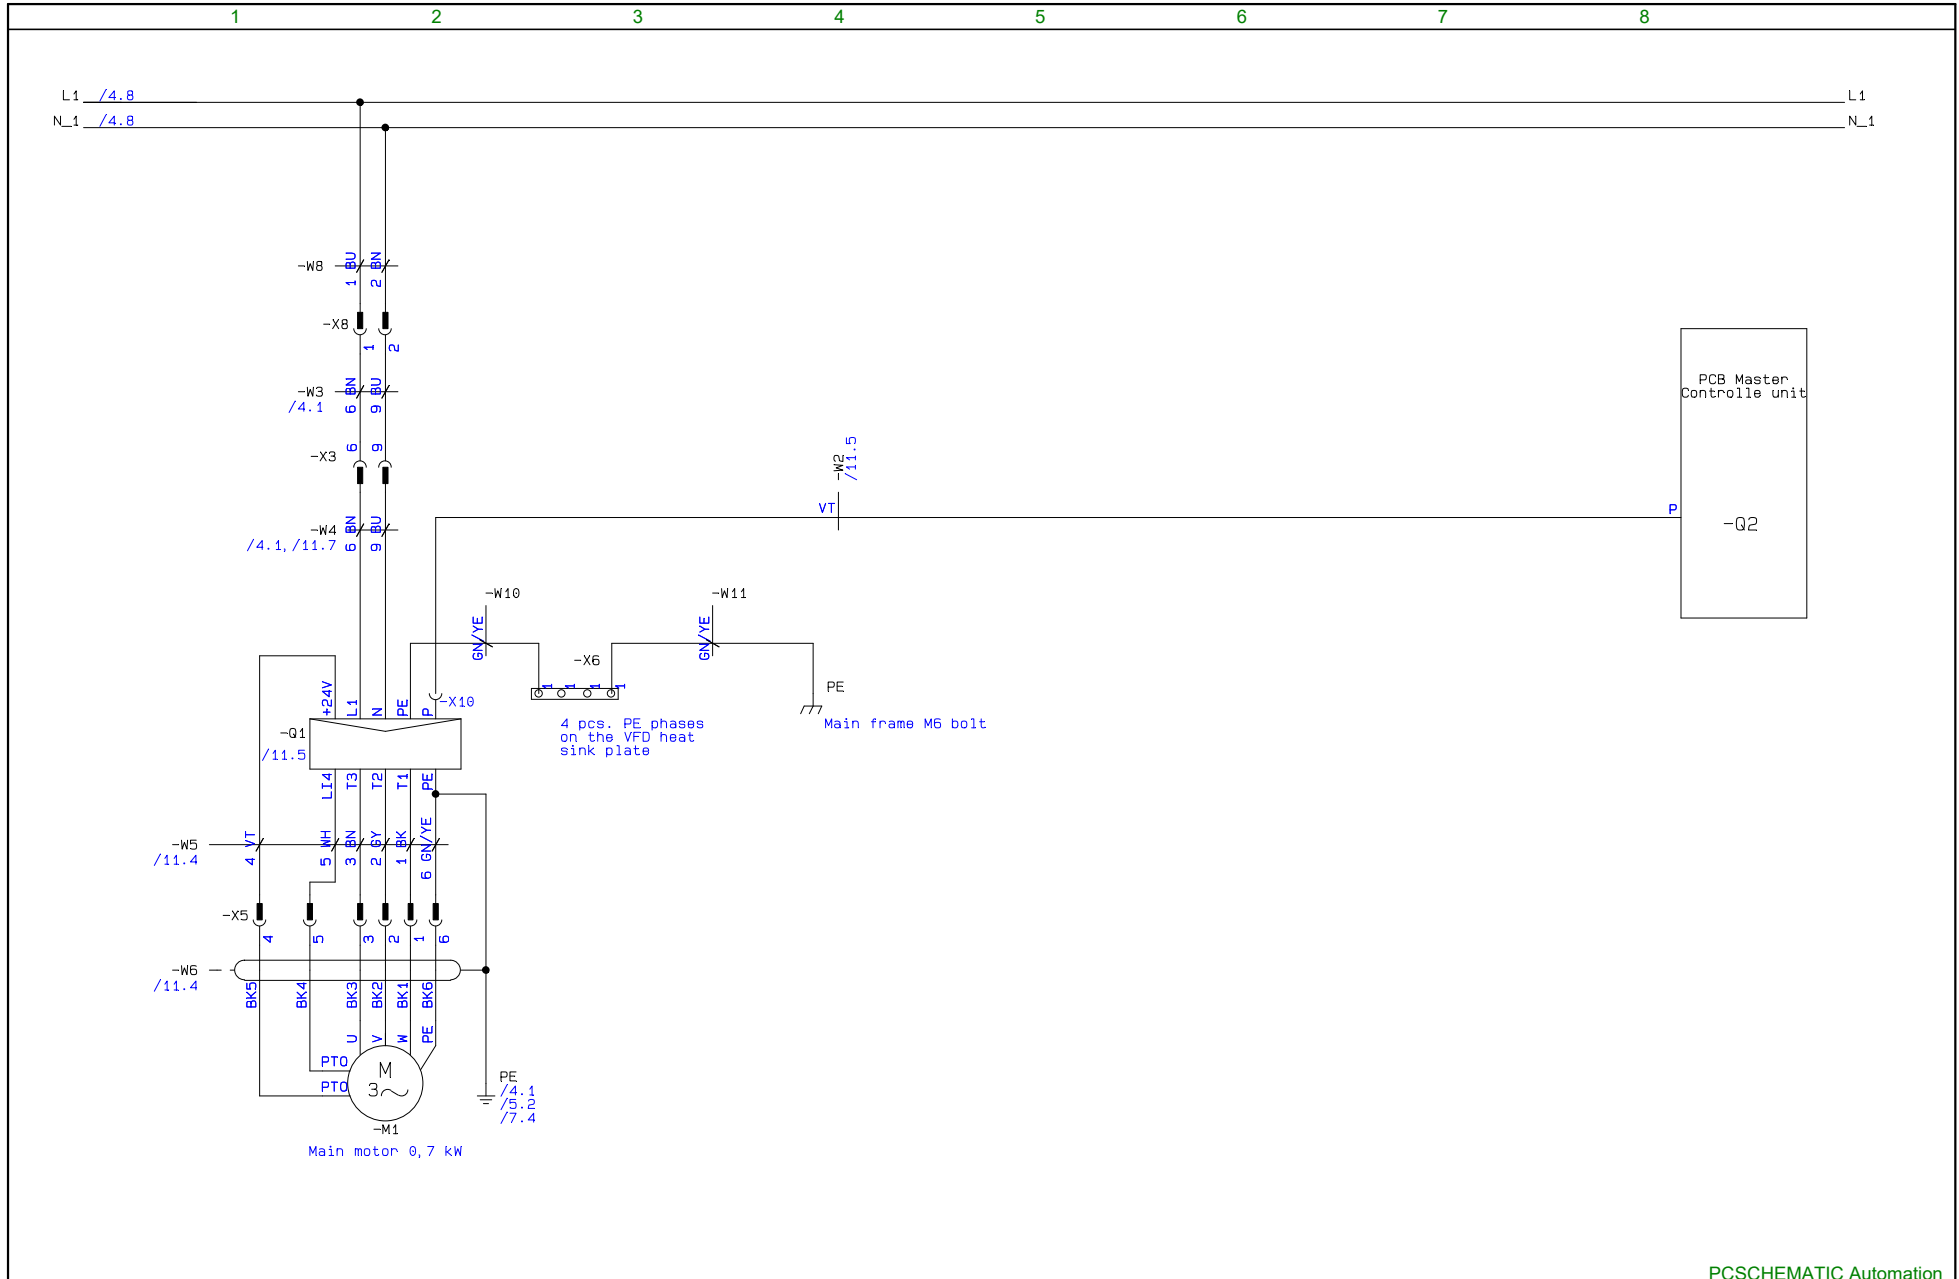 1 2 3 4 5 6 7 8
L1 /4.8 L1
N_1 /4.8 N_1
-W8 1 BU 2 BN
-X8 1 2
-W3 6 BN 9 BU
/4.1
-X3 6 9
-W4 6 BN 9 BU
/4.1,/11.7
-W2
/11.5
VT
PCB Master
Controlle unit
P
-Q2
-W10
GN/YE
-W11
GN/YE
-X6
1 1 1 1
4 pcs. PE phases
on the VFD heat
sink plate
PE
Main frame M6 bolt
+24V L1 N PE P -X10
-Q1
/11.5
LI4 T3 T2 T1 PE
-W5 4 VT 5 WH 3 BN 2 GY 1 BK 6 GN/YE
/11.4
-X5 4 5 3 2 1 6
-W6
/11.4
BK5 BK4 BK3 BK2 BK1 BK6
U V W PE
PTO
PTO
M
3~
-M1
Main motor 0,7 kW
PE
/4.1
/5.2
/7.4
PCSCHEMATIC Automation